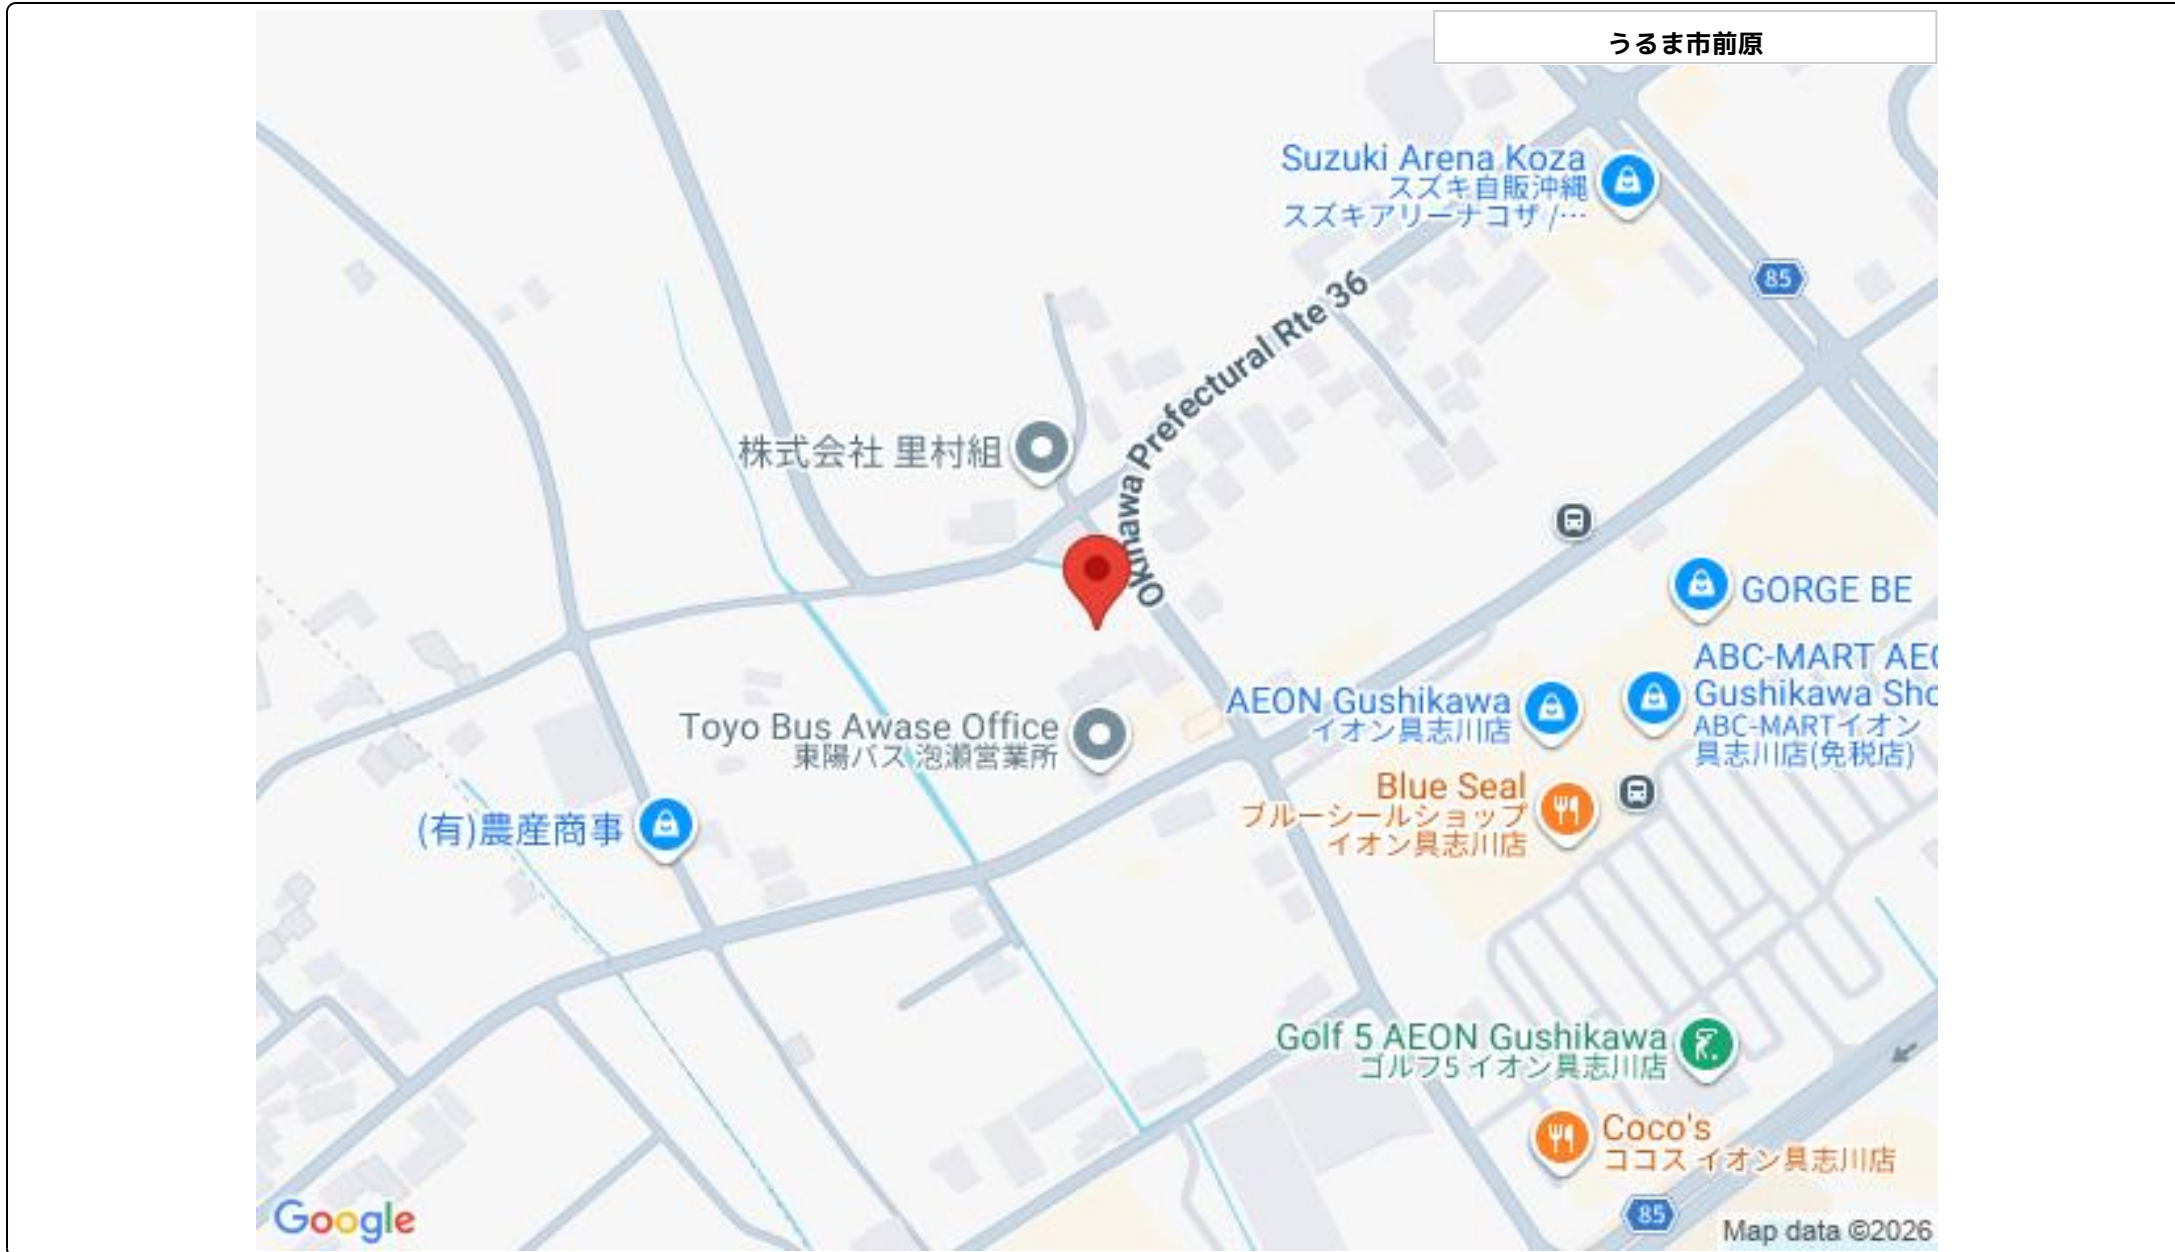 うるま市前原
Suzuki Arena Koza
スズキ自販沖縄
スズキアリーナコザ /…
85
Okinawa Prefectural Rte 36
株式会社 里村組
GORGE BE
ABC-MART AEO
Gushikawa Sho
ABC-MARTイオン
具志川店(免税店)
AEON Gushikawa
イオン具志川店
Toyo Bus Awase Office
東陽バス 泡瀬営業所
Blue Seal
ブルーシールショップ
イオン具志川店
(有)農産商事
Golf 5 AEON Gushikawa
ゴルフ5 イオン具志川店
Coco's
ココス イオン具志川店
85
Google
Map data ©2026